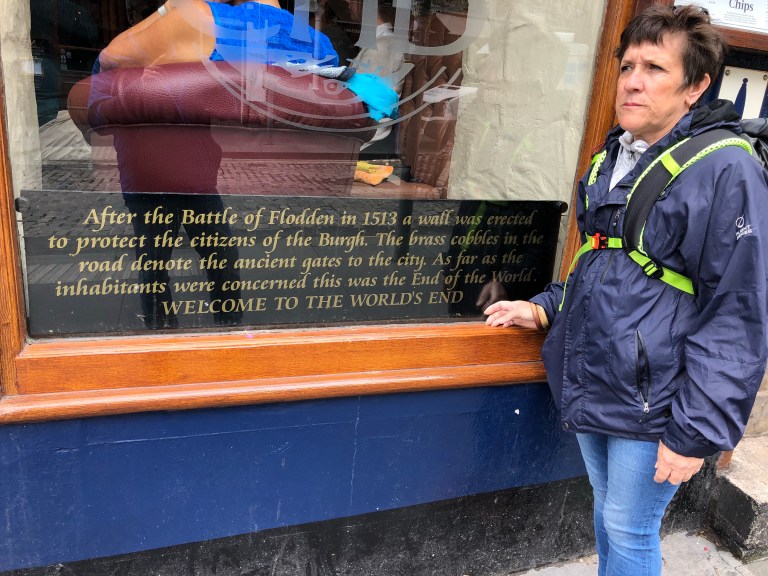 Chips
After the Battle of Flodden in 1513 a wall was erected
to protect the citizens of the Burgh. The brass cobbles in the
road denote the ancient gates to the city. As far as the
inhabitants were concerned this was the End of the World.
WELCOME TO THE WORLD'S END